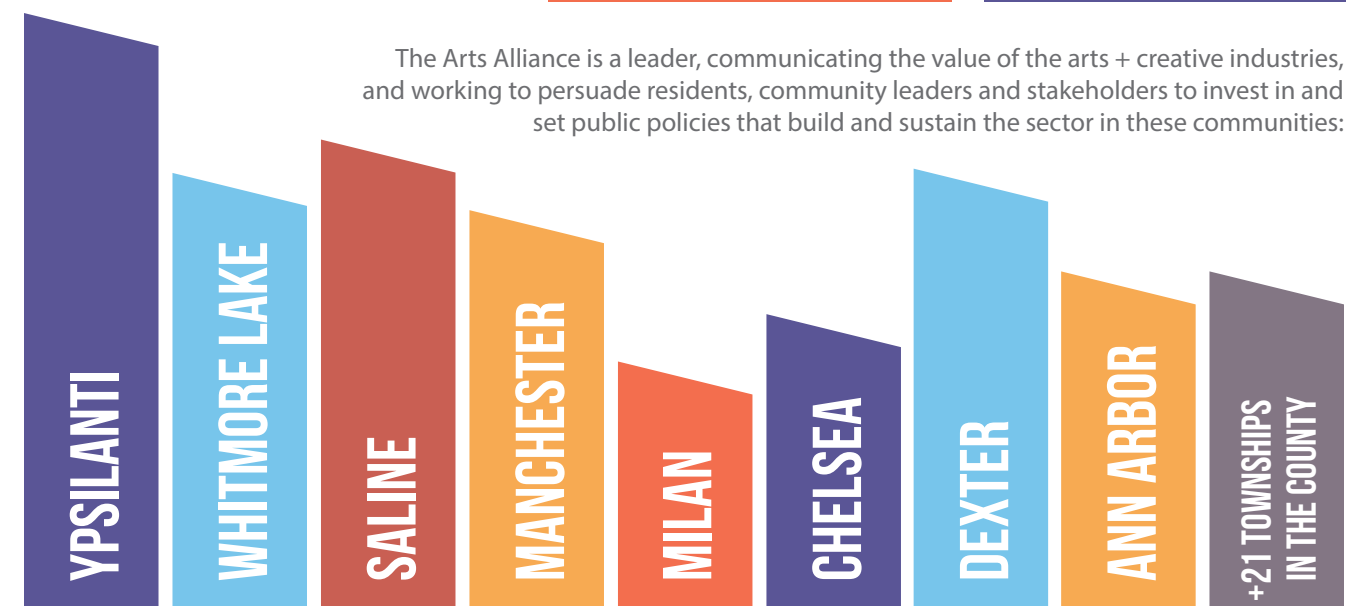 The Arts Alliance is a leader, communicating the value of the arts + creative industries,
and working to persuade residents, community leaders and stakeholders to invest in and
set public policies that build and sustain the sector in these communities:
YPSILANTI
WHITMORE LAKE
SALINE
MANCHESTER
MILAN
CHELSEA
DEXTER
ANN ARBOR
+21 TOWNSHIPS
IN THE COUNTY